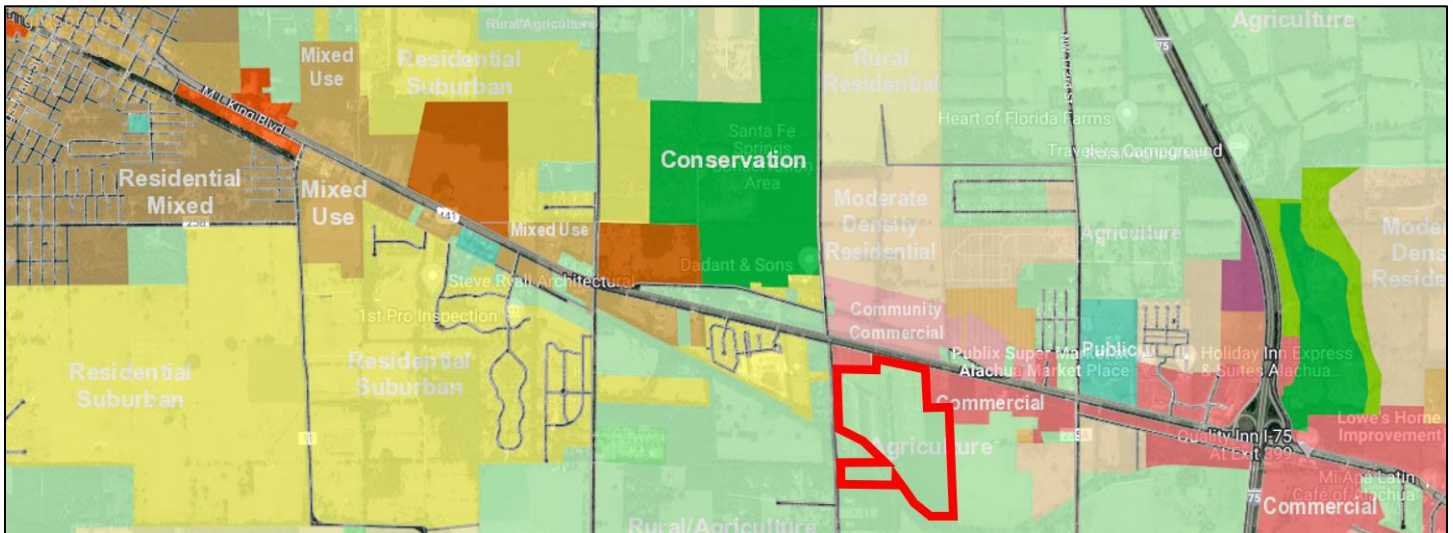 Rural/Agriculture
Agriculture
Mixed
Use
Residential
Suburban
Rural
Residential
75
M L King Blvd
Heart of Florida Farms
Santa Fe
Springs
Conservation
Area
Travelers Campground
Residential
Mixed
Mixed
Use
441
Mixed Use
Moderate
Density
Residential
Agriculture
Dadant & Sons
Steve Ryall Architectural
1st Pro Inspection
Community
Commercial
Publix Super Market
Alachua Market Place
Public
Holiday Inn Express
& Suites Alachua...
Residential
Suburban
Residential
Suburban
Commercial
Lowe's Home
Improvement
Agriculture
Quality Inn I-75
At Exit 399
Mi Apa Latin
Café of Alachua
75
Commercial
Rural/Agriculture